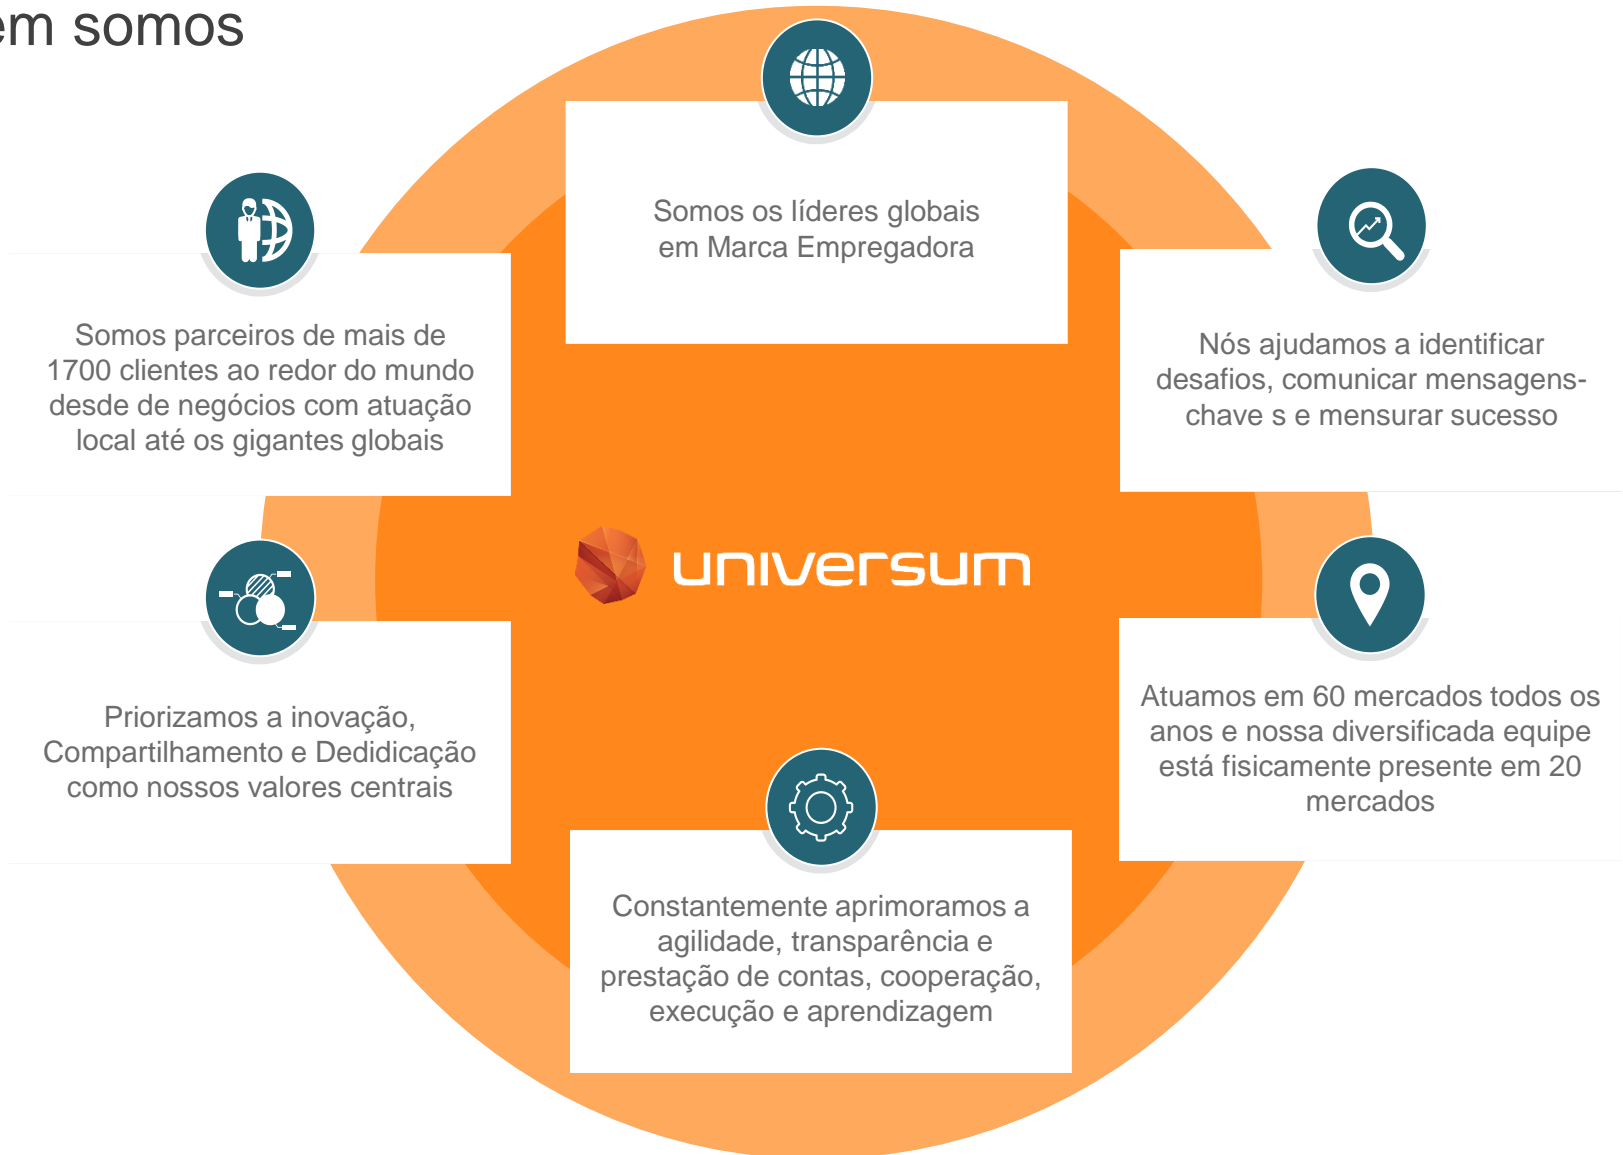 em somos
Somos os líderes globais
em Marca Empregadora
Somos parceiros de mais de
1700 clientes ao redor do mundo
desde de negócios com atuação
local até os gigantes globais
Nós ajudamos a identificar
desafios, comunicar mensagens-
chave s e mensurar sucesso
universum
Priorizamos a inovação,
Compartilhamento e Dedidicação
como nossos valores centrais
Atuamos em 60 mercados todos os
anos e nossa diversificada equipe
está fisicamente presente em 20
mercados
Constantemente aprimoramos a
agilidade, transparência e
prestação de contas, cooperação,
execução e aprendizagem